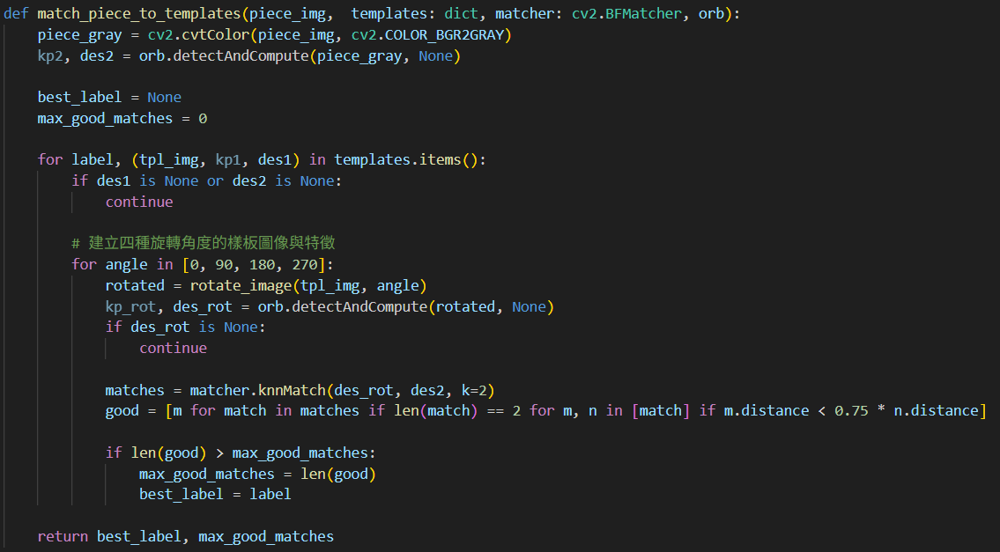 def match_piece_to_templates(piece_img,  templates: dict, matcher: cv2.BFMatcher, orb):
    piece_gray = cv2.cvtColor(piece_img, cv2.COLOR_BGR2GRAY)
    kp2, des2 = orb.detectAndCompute(piece_gray, None)

    best_label = None
    max_good_matches = 0

    for label, (tpl_img, kp1, des1) in templates.items():
        if des1 is None or des2 is None:
            continue

        # 建立四種旋轉角度的樣板圖像與特徵
        for angle in [0, 90, 180, 270]:
            rotated = rotate_image(tpl_img, angle)
            kp_rot, des_rot = orb.detectAndCompute(rotated, None)
            if des_rot is None:
                continue

            matches = matcher.knnMatch(des_rot, des2, k=2)
            good = [m for match in matches if len(match) == 2 for m, n in [match] if m.distance < 0.75 * n.distance]

            if len(good) > max_good_matches:
                max_good_matches = len(good)
                best_label = label

    return best_label, max_good_matches